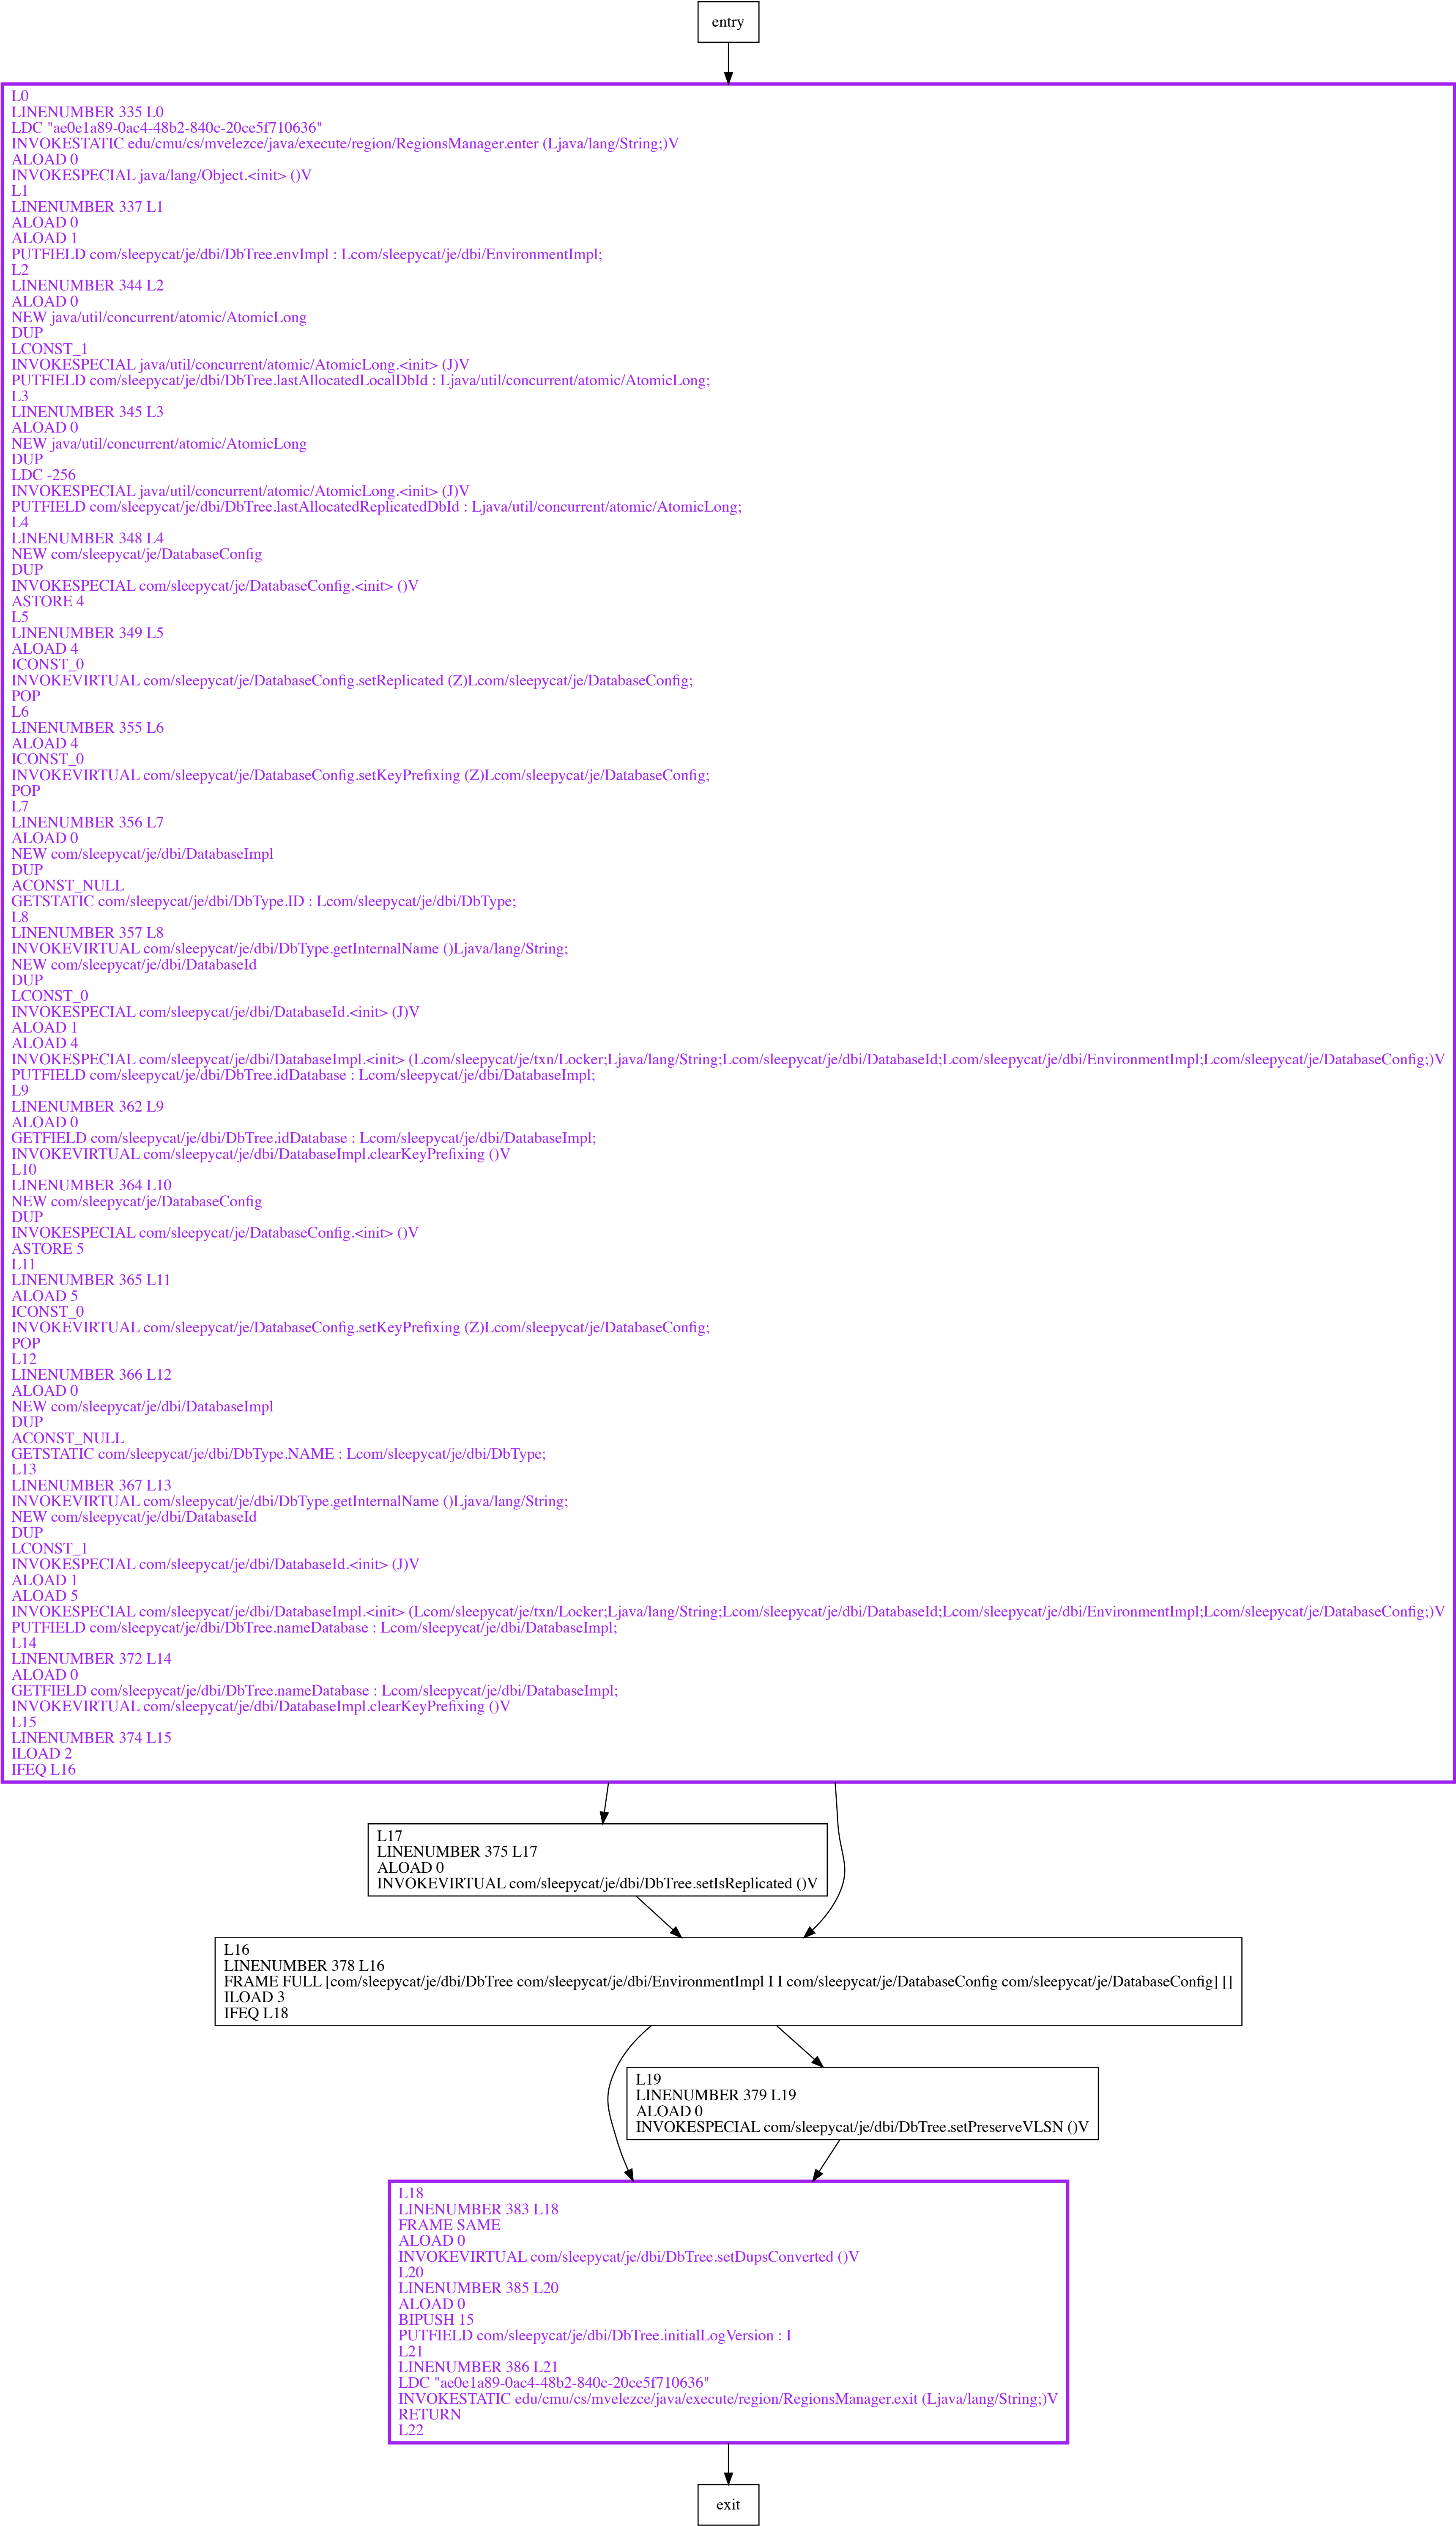 entry
L0
LINENUMBER 335 L0
LDC "ae0e1a89-0ac4-48b2-840c-20ce5f710636"
INVOKESTATIC edu/cmu/cs/mvelezce/java/execute/region/RegionsManager.enter (Ljava/lang/String;)V
ALOAD 0
INVOKESPECIAL java/lang/Object.<init> ()V
L1
LINENUMBER 337 L1
ALOAD 0
ALOAD 1
PUTFIELD com/sleepycat/je/dbi/DbTree.envImpl : Lcom/sleepycat/je/dbi/EnvironmentImpl;
L2
LINENUMBER 344 L2
ALOAD 0
NEW java/util/concurrent/atomic/AtomicLong
DUP
LCONST_1
INVOKESPECIAL java/util/concurrent/atomic/AtomicLong.<init> (J)V
PUTFIELD com/sleepycat/je/dbi/DbTree.lastAllocatedLocalDbId : Ljava/util/concurrent/atomic/AtomicLong;
L3
LINENUMBER 345 L3
ALOAD 0
NEW java/util/concurrent/atomic/AtomicLong
DUP
LDC -256
INVOKESPECIAL java/util/concurrent/atomic/AtomicLong.<init> (J)V
PUTFIELD com/sleepycat/je/dbi/DbTree.lastAllocatedReplicatedDbId : Ljava/util/concurrent/atomic/AtomicLong;
L4
LINENUMBER 348 L4
NEW com/sleepycat/je/DatabaseConfig
DUP
INVOKESPECIAL com/sleepycat/je/DatabaseConfig.<init> ()V
ASTORE 4
L5
LINENUMBER 349 L5
ALOAD 4
ICONST_0
INVOKEVIRTUAL com/sleepycat/je/DatabaseConfig.setReplicated (Z)Lcom/sleepycat/je/DatabaseConfig;
POP
L6
LINENUMBER 355 L6
ALOAD 4
ICONST_0
INVOKEVIRTUAL com/sleepycat/je/DatabaseConfig.setKeyPrefixing (Z)Lcom/sleepycat/je/DatabaseConfig;
POP
L7
LINENUMBER 356 L7
ALOAD 0
NEW com/sleepycat/je/dbi/DatabaseImpl
DUP
ACONST_NULL
GETSTATIC com/sleepycat/je/dbi/DbType.ID : Lcom/sleepycat/je/dbi/DbType;
L8
LINENUMBER 357 L8
INVOKEVIRTUAL com/sleepycat/je/dbi/DbType.getInternalName ()Ljava/lang/String;
NEW com/sleepycat/je/dbi/DatabaseId
DUP
LCONST_0
INVOKESPECIAL com/sleepycat/je/dbi/DatabaseId.<init> (J)V
ALOAD 1
ALOAD 4
INVOKESPECIAL com/sleepycat/je/dbi/DatabaseImpl.<init> (Lcom/sleepycat/je/txn/Locker;Ljava/lang/String;Lcom/sleepycat/je/dbi/DatabaseId;Lcom/sleepycat/je/dbi/EnvironmentImpl;Lcom/sleepycat/je/DatabaseConfig;)V
PUTFIELD com/sleepycat/je/dbi/DbTree.idDatabase : Lcom/sleepycat/je/dbi/DatabaseImpl;
L9
LINENUMBER 362 L9
ALOAD 0
GETFIELD com/sleepycat/je/dbi/DbTree.idDatabase : Lcom/sleepycat/je/dbi/DatabaseImpl;
INVOKEVIRTUAL com/sleepycat/je/dbi/DatabaseImpl.clearKeyPrefixing ()V
L10
LINENUMBER 364 L10
NEW com/sleepycat/je/DatabaseConfig
DUP
INVOKESPECIAL com/sleepycat/je/DatabaseConfig.<init> ()V
ASTORE 5
L11
LINENUMBER 365 L11
ALOAD 5
ICONST_0
INVOKEVIRTUAL com/sleepycat/je/DatabaseConfig.setKeyPrefixing (Z)Lcom/sleepycat/je/DatabaseConfig;
POP
L12
LINENUMBER 366 L12
ALOAD 0
NEW com/sleepycat/je/dbi/DatabaseImpl
DUP
ACONST_NULL
GETSTATIC com/sleepycat/je/dbi/DbType.NAME : Lcom/sleepycat/je/dbi/DbType;
L13
LINENUMBER 367 L13
INVOKEVIRTUAL com/sleepycat/je/dbi/DbType.getInternalName ()Ljava/lang/String;
NEW com/sleepycat/je/dbi/DatabaseId
DUP
LCONST_1
INVOKESPECIAL com/sleepycat/je/dbi/DatabaseId.<init> (J)V
ALOAD 1
ALOAD 5
INVOKESPECIAL com/sleepycat/je/dbi/DatabaseImpl.<init> (Lcom/sleepycat/je/txn/Locker;Ljava/lang/String;Lcom/sleepycat/je/dbi/DatabaseId;Lcom/sleepycat/je/dbi/EnvironmentImpl;Lcom/sleepycat/je/DatabaseConfig;)V
PUTFIELD com/sleepycat/je/dbi/DbTree.nameDatabase : Lcom/sleepycat/je/dbi/DatabaseImpl;
L14
LINENUMBER 372 L14
ALOAD 0
GETFIELD com/sleepycat/je/dbi/DbTree.nameDatabase : Lcom/sleepycat/je/dbi/DatabaseImpl;
INVOKEVIRTUAL com/sleepycat/je/dbi/DatabaseImpl.clearKeyPrefixing ()V
L15
LINENUMBER 374 L15
ILOAD 2
IFEQ L16
L17
LINENUMBER 375 L17
ALOAD 0
INVOKEVIRTUAL com/sleepycat/je/dbi/DbTree.setIsReplicated ()V
L16
LINENUMBER 378 L16
FRAME FULL [com/sleepycat/je/dbi/DbTree com/sleepycat/je/dbi/EnvironmentImpl I I com/sleepycat/je/DatabaseConfig com/sleepycat/je/DatabaseConfig] []
ILOAD 3
IFEQ L18
L19
LINENUMBER 379 L19
ALOAD 0
INVOKESPECIAL com/sleepycat/je/dbi/DbTree.setPreserveVLSN ()V
L18
LINENUMBER 383 L18
FRAME SAME
ALOAD 0
INVOKEVIRTUAL com/sleepycat/je/dbi/DbTree.setDupsConverted ()V
L20
LINENUMBER 385 L20
ALOAD 0
BIPUSH 15
PUTFIELD com/sleepycat/je/dbi/DbTree.initialLogVersion : I
L21
LINENUMBER 386 L21
LDC "ae0e1a89-0ac4-48b2-840c-20ce5f710636"
INVOKESTATIC edu/cmu/cs/mvelezce/java/execute/region/RegionsManager.exit (Ljava/lang/String;)V
RETURN
L22
exit